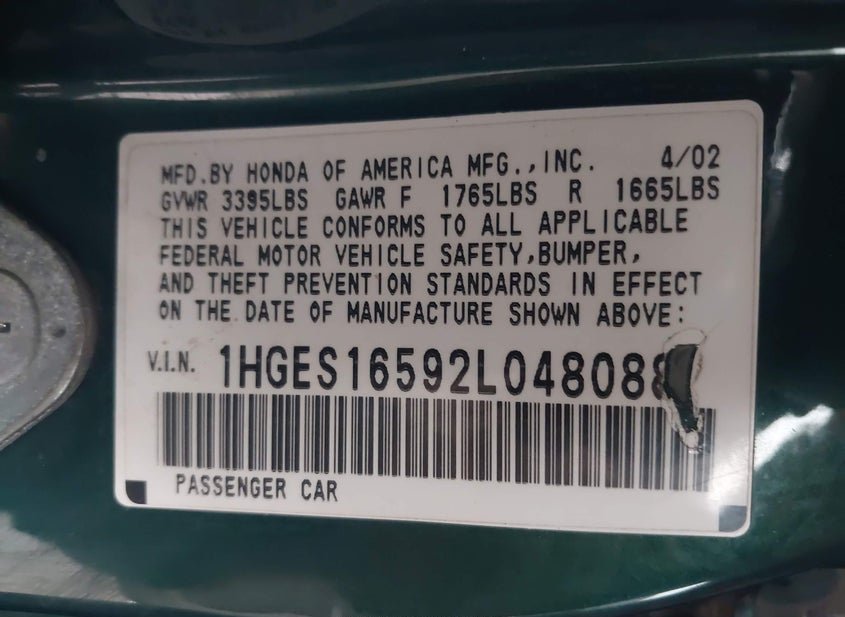 MFD.BY HONDA OF AMERICA MFG.,INC. 4/02
GVWR 3395LBS GAWR F 1765LBS R 1665LBS
THIS VEHICLE CONFORMS TO ALL APPLICABLE
FEDERAL MOTOR VEHICLE SAFETY,BUMPER,
AND THEFT PREVENTION STANDARDS IN EFFECT
ON THE DATE OF MANUFACTURE SHOWN ABOVE:
V.I.N. 1HGES16592L048088
PASSENGER CAR